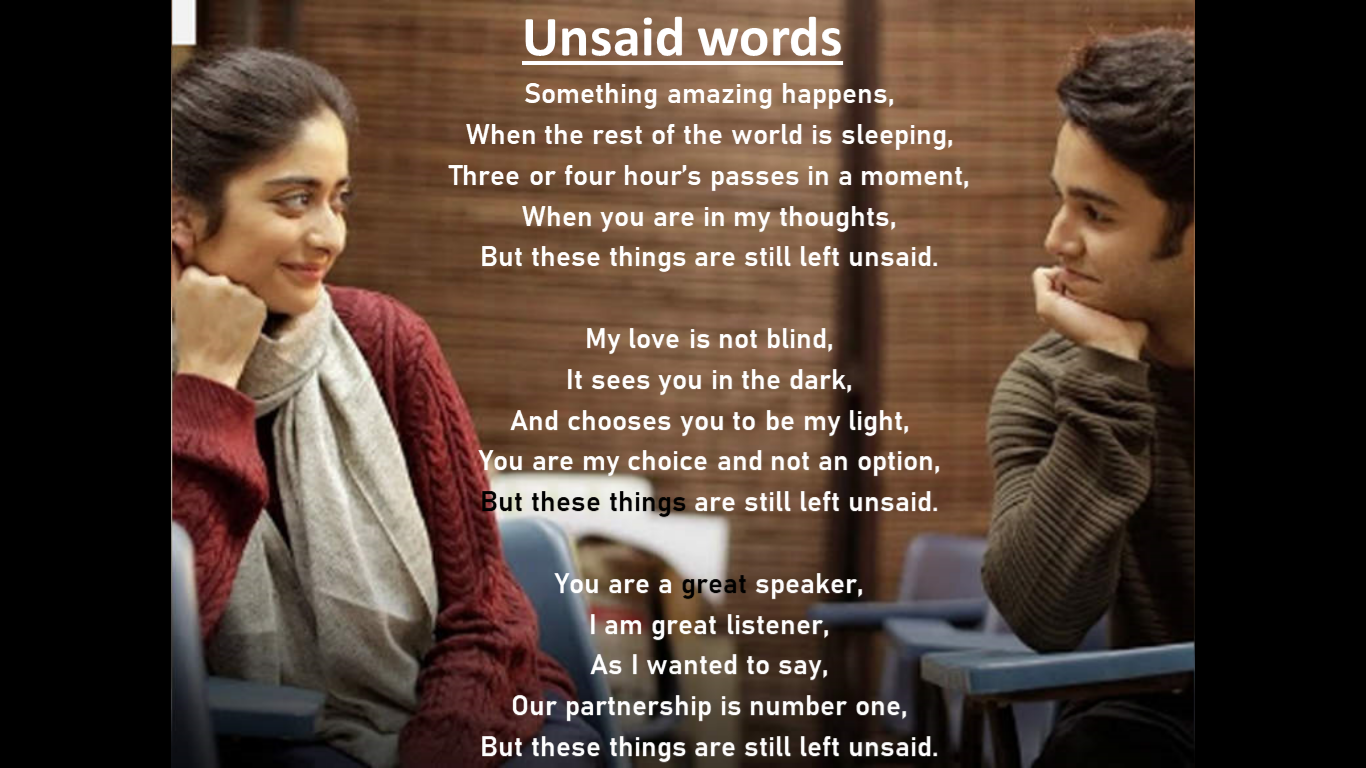 Unsaid words
Something amazing happens,
When the rest of the world is sleeping,
Three or four hour’s passes in a moment,
When you are in my thoughts,
But these things are still left unsaid.
My love is not blind,
It sees you in the dark,
And chooses you to be my light,
You are my choice and not an option,
But these things are still left unsaid.
You are a great speaker,
I am great listener,
As I wanted to say,
Our partnership is number one,
But these things are still left unsaid.